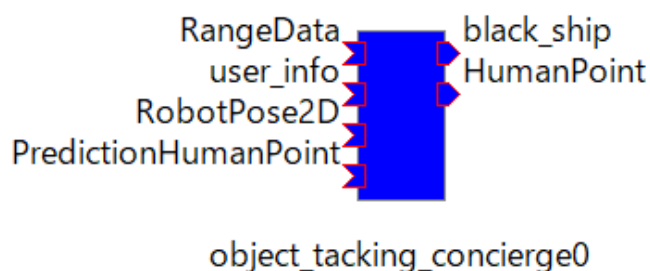 RangeData
user_info
RobotPose2D
PredictionHumanPoint
black_ship
HumanPoint
object_tacking_concierge0